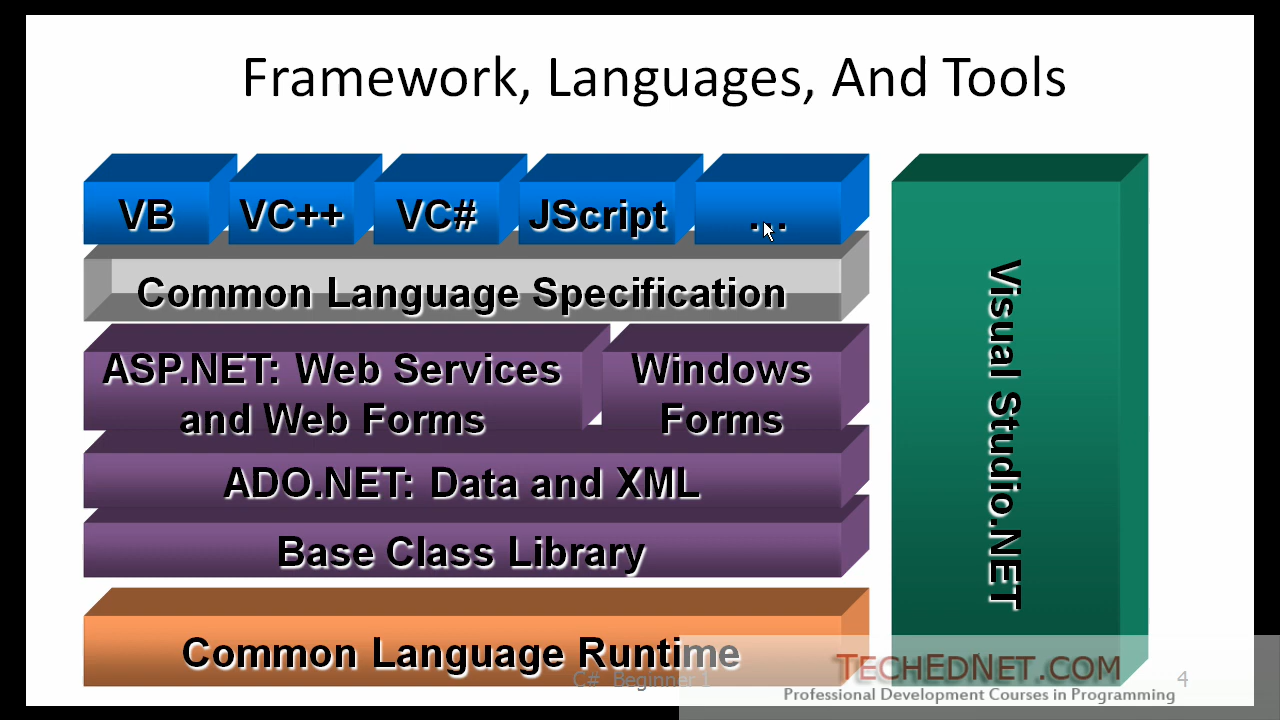 Framework, Languages, And Tools
VB
VC++
VC#
JScript
...
Common Language Specification
ASP.NET: Web Services
and Web Forms
Windows
Forms
ADO.NET: Data and XML
Base Class Library
Common Language Runtime
Visual Studio.NET
C# Beginner 1
TECHEDNET.COM
Professional Development Courses in Programming
4